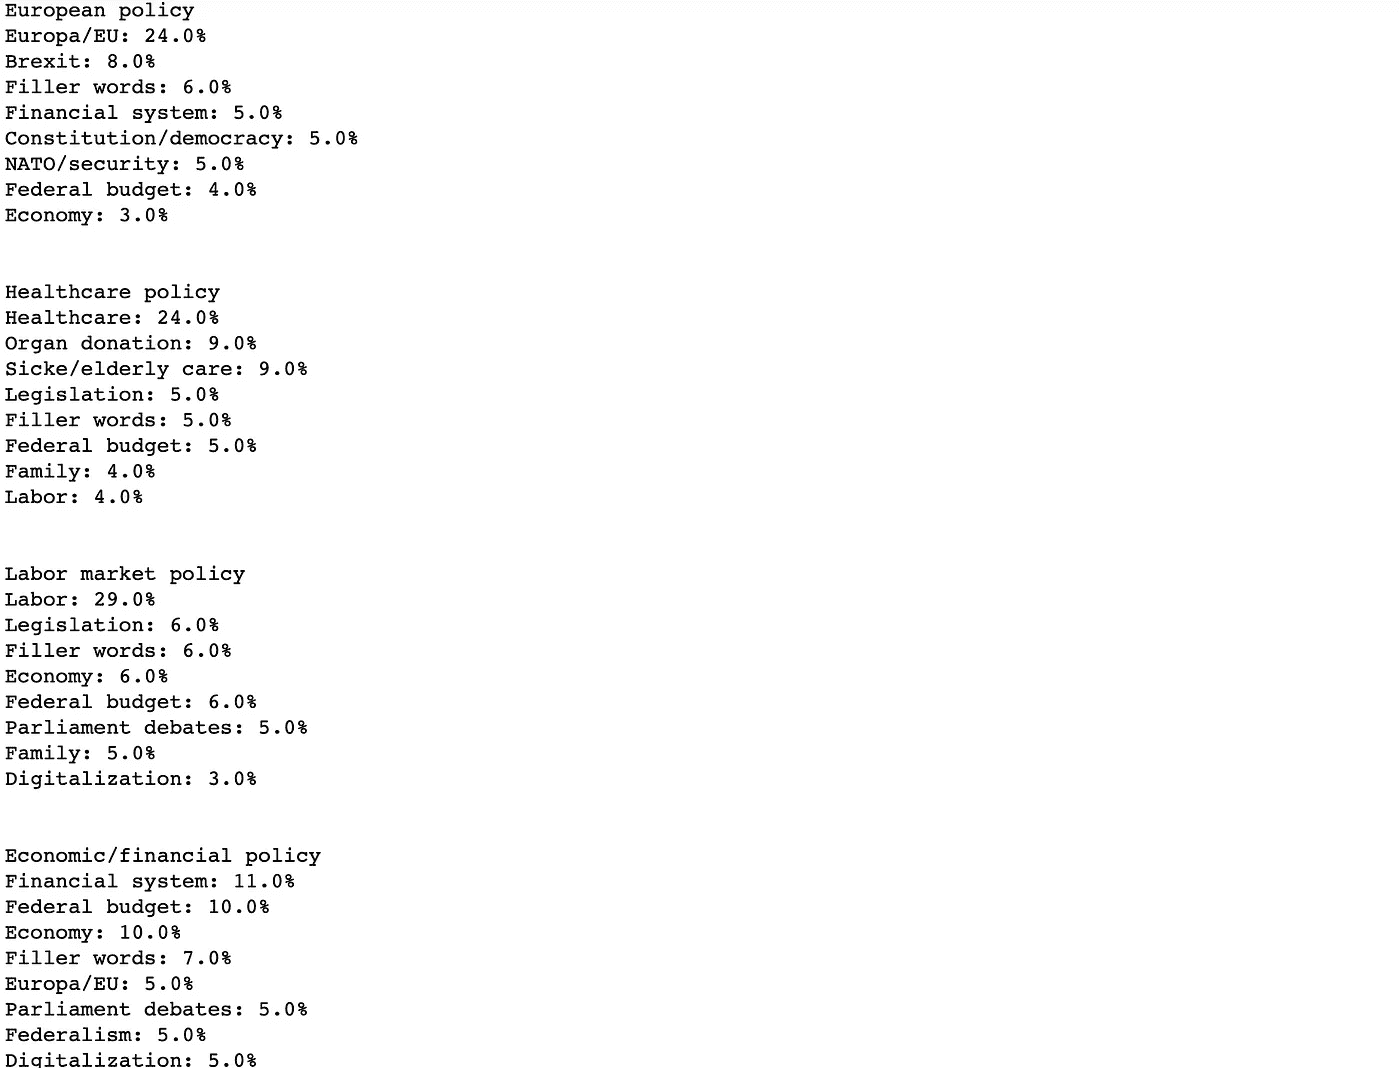 European policy
Europa/EU: 24.0%
Brexit: 8.0%
Filler words: 6.0%
Financial system: 5.0%
Constitution/democracy: 5.0%
NATO/security: 5.0%
Federal budget: 4.0%
Economy: 3.0%
Healthcare policy
Healthcare: 24.0%
Organ donation: 9.0%
Sicke/elderly care: 9.0%
Legislation: 5.0%
Filler words: 5.0%
Federal budget: 5.0%
Family: 4.0%
Labor: 4.0%
Labor market policy
Labor: 29.0%
Legislation: 6.0%
Filler words: 6.0%
Economy: 6.0%
Federal budget: 6.0%
Parliament debates: 5.0%
Family: 5.0%
Digitalization: 3.0%
Economic/financial policy
Financial system: 11.0%
Federal budget: 10.0%
Economy: 10.0%
Filler words: 7.0%
Europa/EU: 5.0%
Parliament debates: 5.0%
Federalism: 5.0%
Digitalization: 5.0%